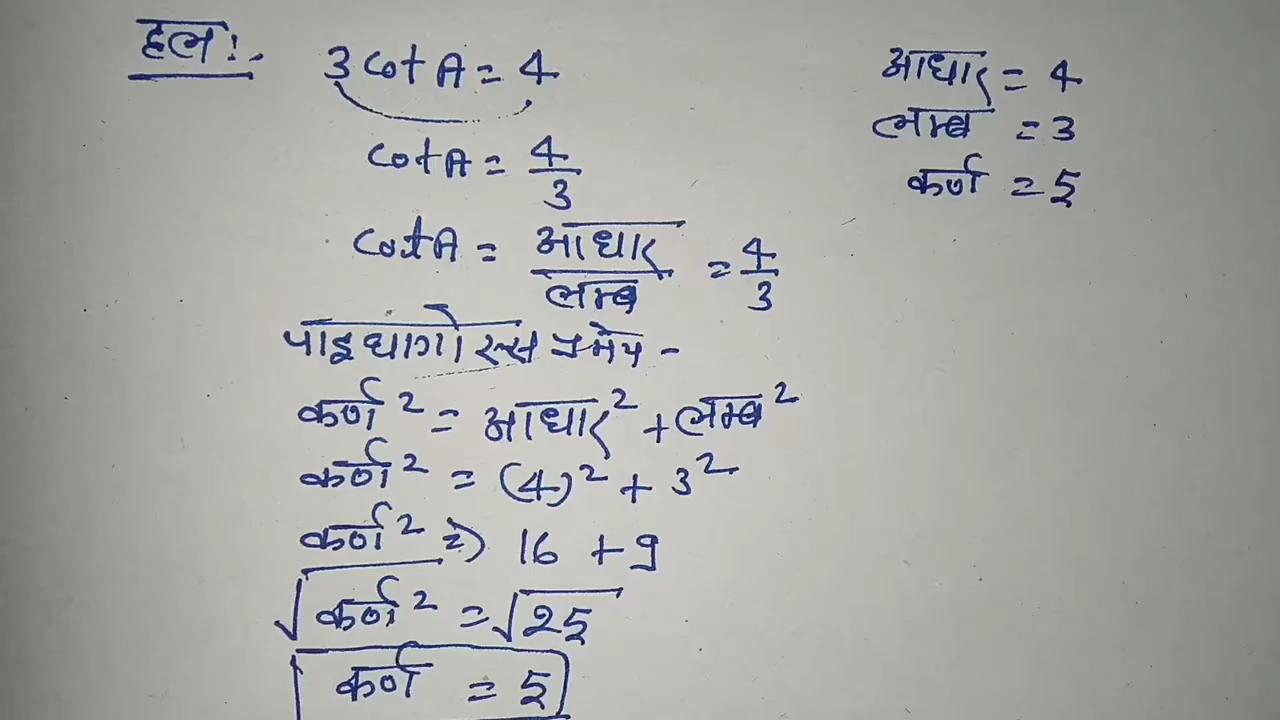 हल:-
3 cot A = 4
cot A = 4/3
cot A = आधार/लम्ब = 4/3
पाइथागोरस प्रमेय -
कर्ण² = आधार² + लम्ब²
कर्ण² = (4)² + 3²
कर्ण² => 16 + 9
√कर्ण² = √25
कर्ण = 5
आधार = 4
लम्ब = 3
कर्ण = 5